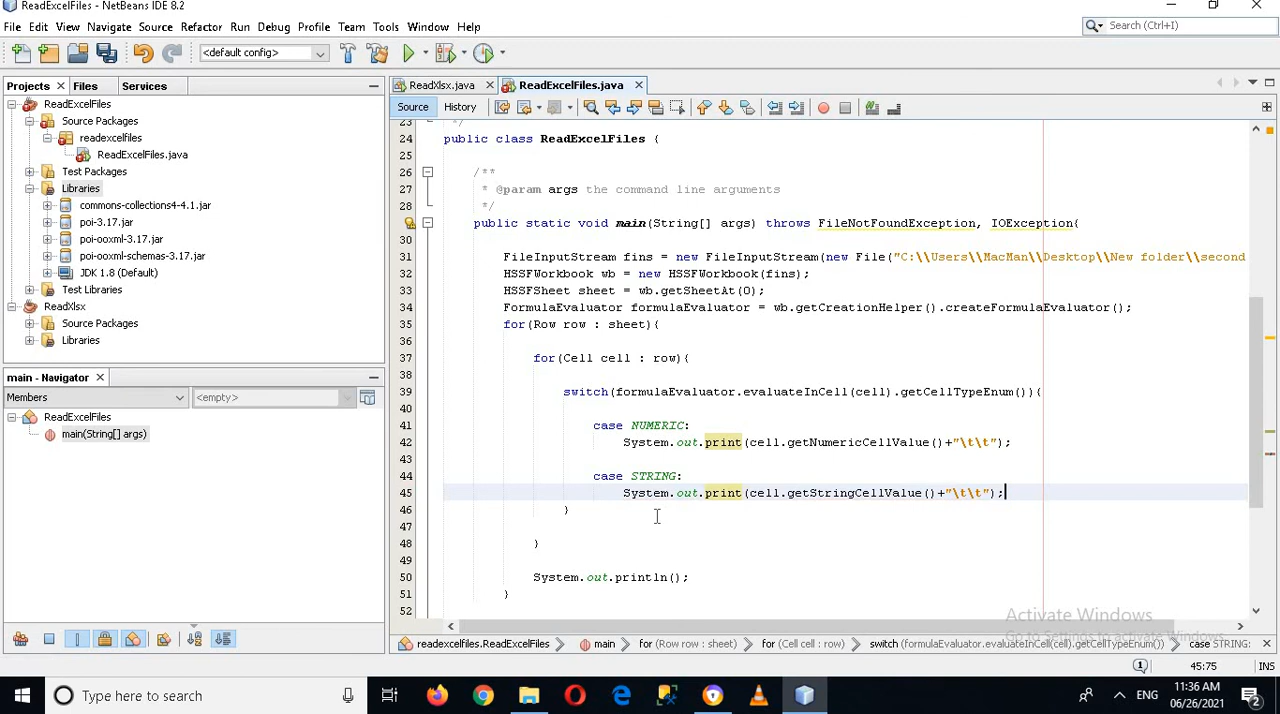 ReadExcelFiles - NetBeans IDE 8.2
File Edit View Navigate Source Refactor Run Debug Profile Team Tools Window Help
Search (Ctrl+I)
<default config>
Projects Files Services
ReadXlsx.java ReadExcelFiles.java
Source History
ReadExcelFiles
Source Packages
readexcelfiles
ReadExcelFiles.java
Test Packages
Libraries
commons-collections4-4.1.jar
poi-3.17.jar
poi-ooxml-3.17.jar
poi-ooxml-schemas-3.17.jar
JDK 1.8 (Default)
Test Libraries
ReadXlsx
Source Packages
Libraries
main - Navigator
Members <empty>
ReadExcelFiles
main(String[] args)
23 */
24 public class ReadExcelFiles {
25
26 /**
27 * @param args the command line arguments
28 */
public static void main(String[] args) throws FileNotFoundException, IOException{
30
31 FileInputStream fins = new FileInputStream(new File("C:\\Users\\MacMan\\Desktop\\New folder\\second
32 HSSFWorkbook wb = new HSSFWorkbook(fins);
33 HSSFSheet sheet = wb.getSheetAt(0);
34 FormulaEvaluator formulaEvaluator = wb.getCreationHelper().createFormulaEvaluator();
35 for(Row row : sheet){
36
37 for(Cell cell : row){
38
39 switch(formulaEvaluator.evaluateInCell(cell).getCellTypeEnum()){
40
41 case NUMERIC:
42 System.out.print(cell.getNumericCellValue()+"\t\t");
43
44 case STRING:
45 System.out.print(cell.getStringCellValue()+"\t\t");
46 }
47
48 }
49
50 System.out.println();
51 }
52
Activate Windows
Go to Settings to activate Windows.
readexcelfiles.ReadExcelFiles main for (Row row : sheet) for (Cell cell : row) switch (formulaEvaluator.evaluateInCell(cell).getCellTypeEnum()) case STRING:
1 45:75 INS
Type here to search
ENG
11:36 AM
06/26/2021
2